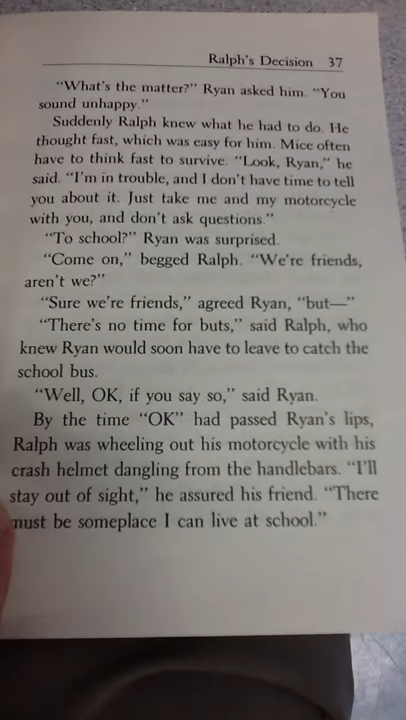 Ralph's Decision 37
"What's the matter?" Ryan asked him. "You
sound unhappy."
Suddenly Ralph knew what he had to do. He
thought fast, which was easy for him. Mice often
have to think fast to survive. "Look, Ryan," he
said. "I'm in trouble, and I don't have time to tell
you about it. Just take me and my motorcycle
with you, and don't ask questions."
"To school?" Ryan was surprised.
"Come on," begged Ralph. "We're friends,
aren't we?"
"Sure we're friends," agreed Ryan, "but—"
"There's no time for buts," said Ralph, who
knew Ryan would soon have to leave to catch the
school bus.
"Well, OK, if you say so," said Ryan.
By the time "OK" had passed Ryan's lips,
Ralph was wheeling out his motorcycle with his
crash helmet dangling from the handlebars. "I'll
stay out of sight," he assured his friend. "There
must be someplace I can live at school."